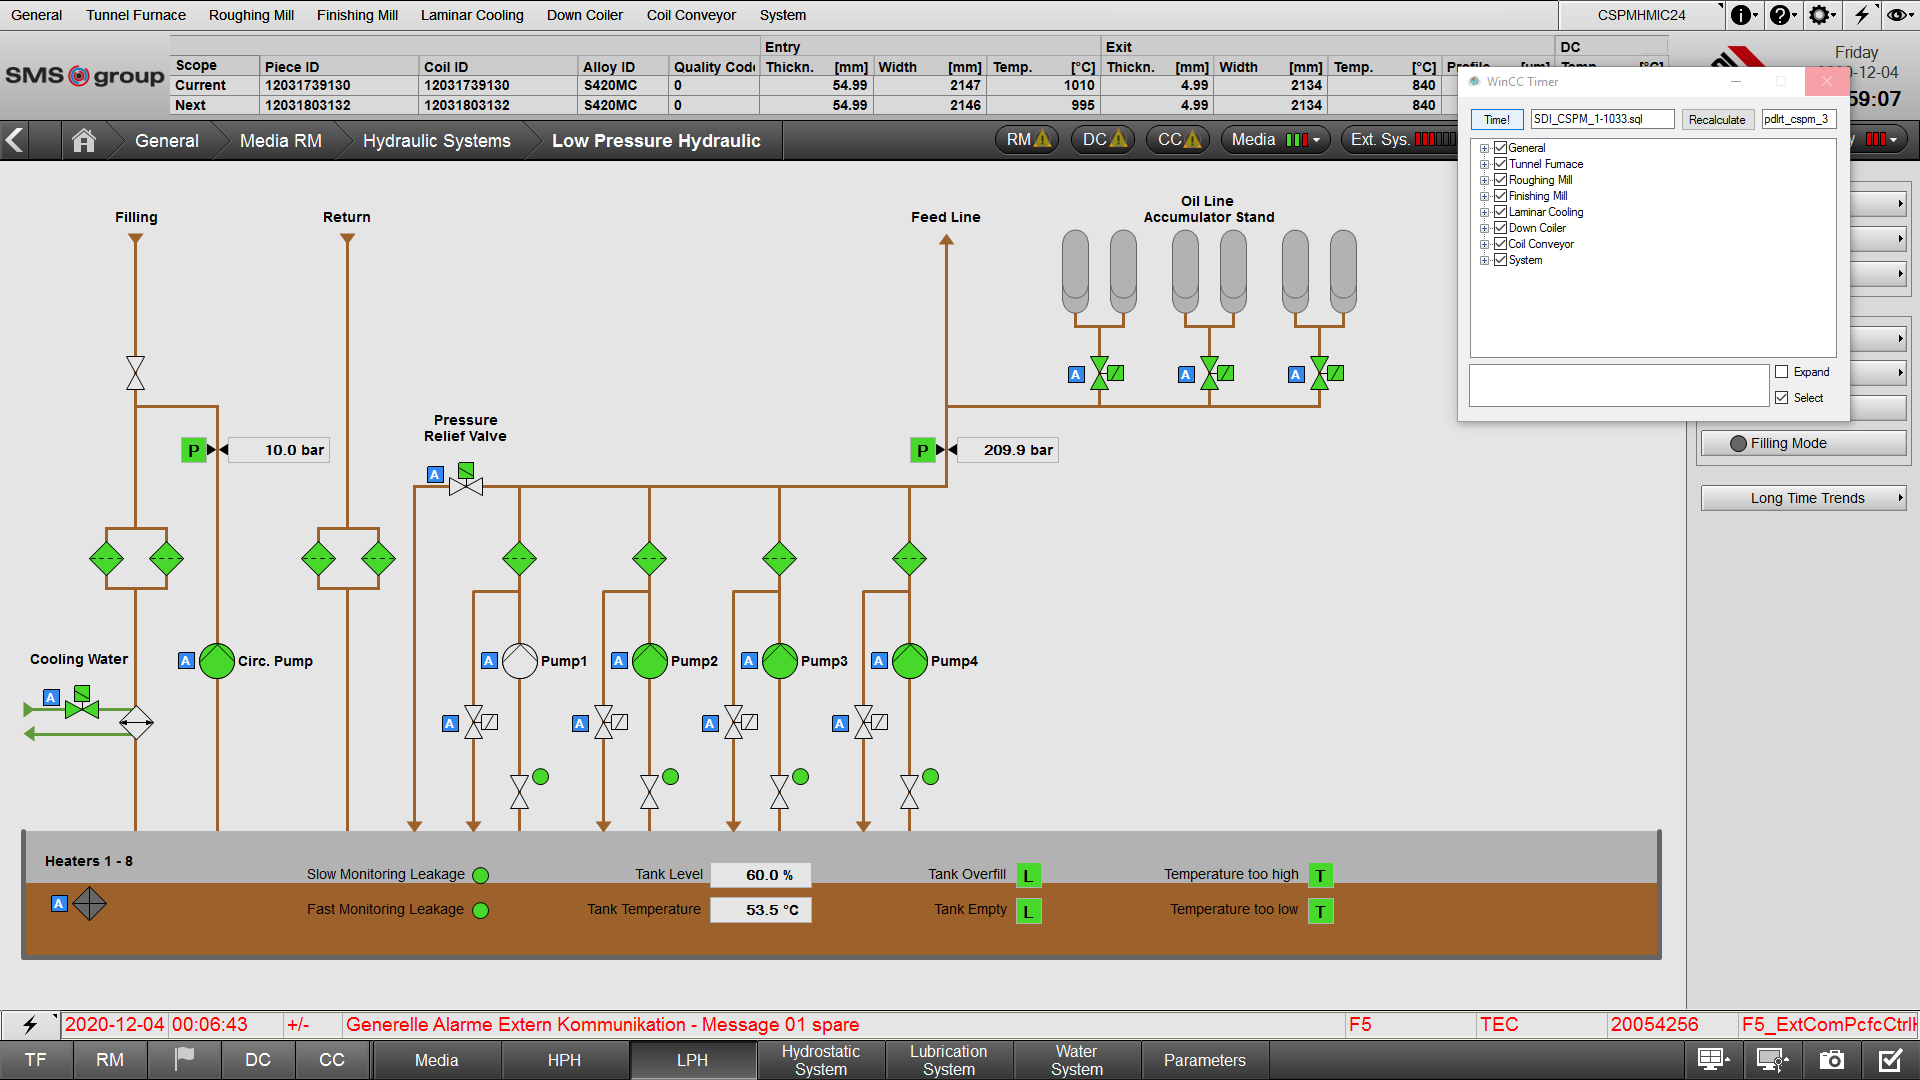 General Tunnel Furnace Roughing Mill Finishing Mill Laminar Cooling Down Coiler Coil Conveyor System CSPMHMIC24
Entry Exit DC
Friday
Scope Piece ID Coil ID Alloy ID Quality Code Thickn. [mm] Width [mm] Temp. [°C] Thickn. [mm] Width [mm] Temp. [°C]
SMS group
Current 12031739130 12031739130 S420MC 0 54.99 2147 1010 4.99 2134 840
Next 12031803132 12031803132 S420MC 0 54.99 2146 995 4.99 2134 840
-12-04
59:07
WinCC Timer
Time! SDI_CSPM_1-1033.sql Recalculate pdlrt_cspm_3
General
Tunnel Furnace
Roughing Mill
Finishing Mill
Laminar Cooling
Down Coiler
Coil Conveyor
System
Expand
Select
General Media RM Hydraulic Systems Low Pressure Hydraulic RM DC CC Media Ext. Sys.
Filling Return Feed Line
Oil Line
Accumulator Stand
A A A
Pressure
Relief Valve
P 10.0 bar
P 209.9 bar
A
Filling Mode
Long Time Trends
Cooling Water
A Circ. Pump A Pump1 A Pump2 A Pump3 A Pump4
A A A A A
Heaters 1 - 8
A
Slow Monitoring Leakage Tank Level 60.0 % Tank Overfill L Temperature too high T
Fast Monitoring Leakage Tank Temperature 53.5 °C Tank Empty L Temperature too low T
2020-12-04 00:06:43 +/- Generelle Alarme Extern Kommunikation - Message 01 spare F5 TEC 20054256 F5_ExtComPcfcCtrl
TF RM DC CC Media HPH LPH Hydrostatic System Lubrication System Water System Parameters